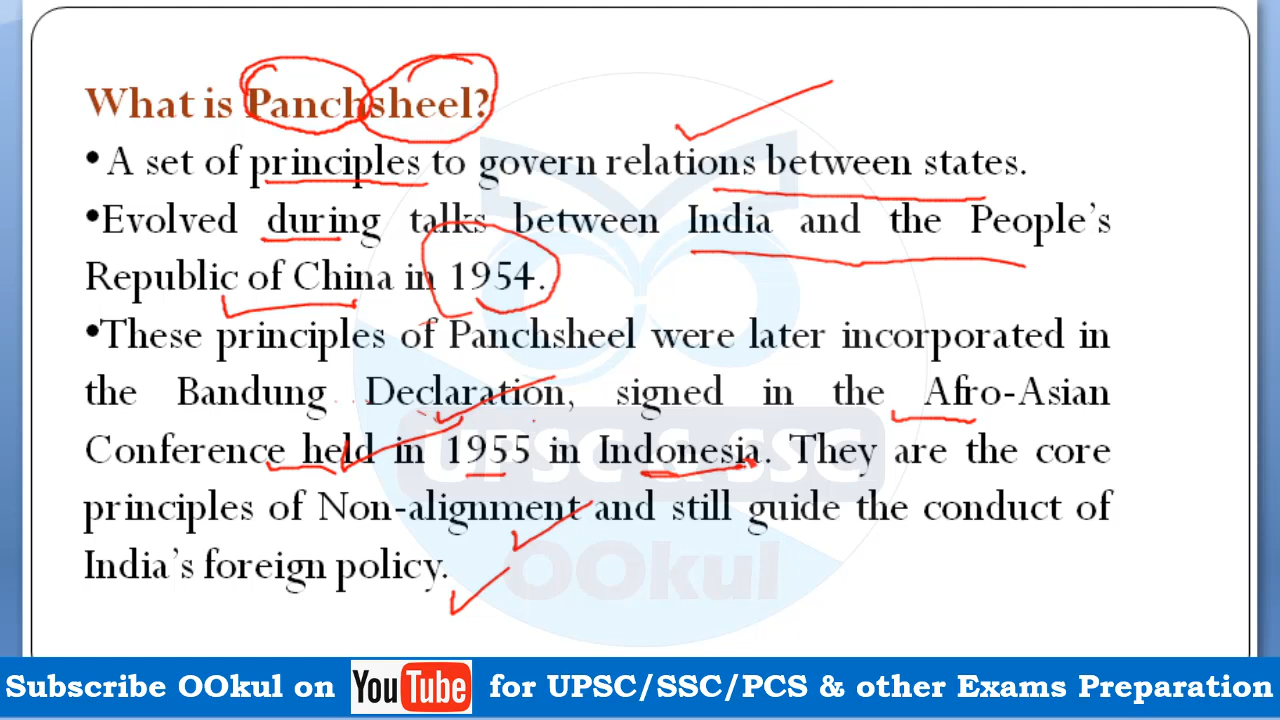 What is Panchsheel?
• A set of principles to govern relations between states.
•Evolved during talks between India and the People's
Republic of China in 1954.
•These principles of Panchsheel were later incorporated in
the Bandung Declaration, signed in the Afro-Asian
Conference held in 1955 in Indonesia. They are the core
principles of Non-alignment and still guide the conduct of
India's foreign policy.
UPSC & SSC
OOkul
Subscribe OOkul on YouTube for UPSC/SSC/PCS & other Exams Preparation